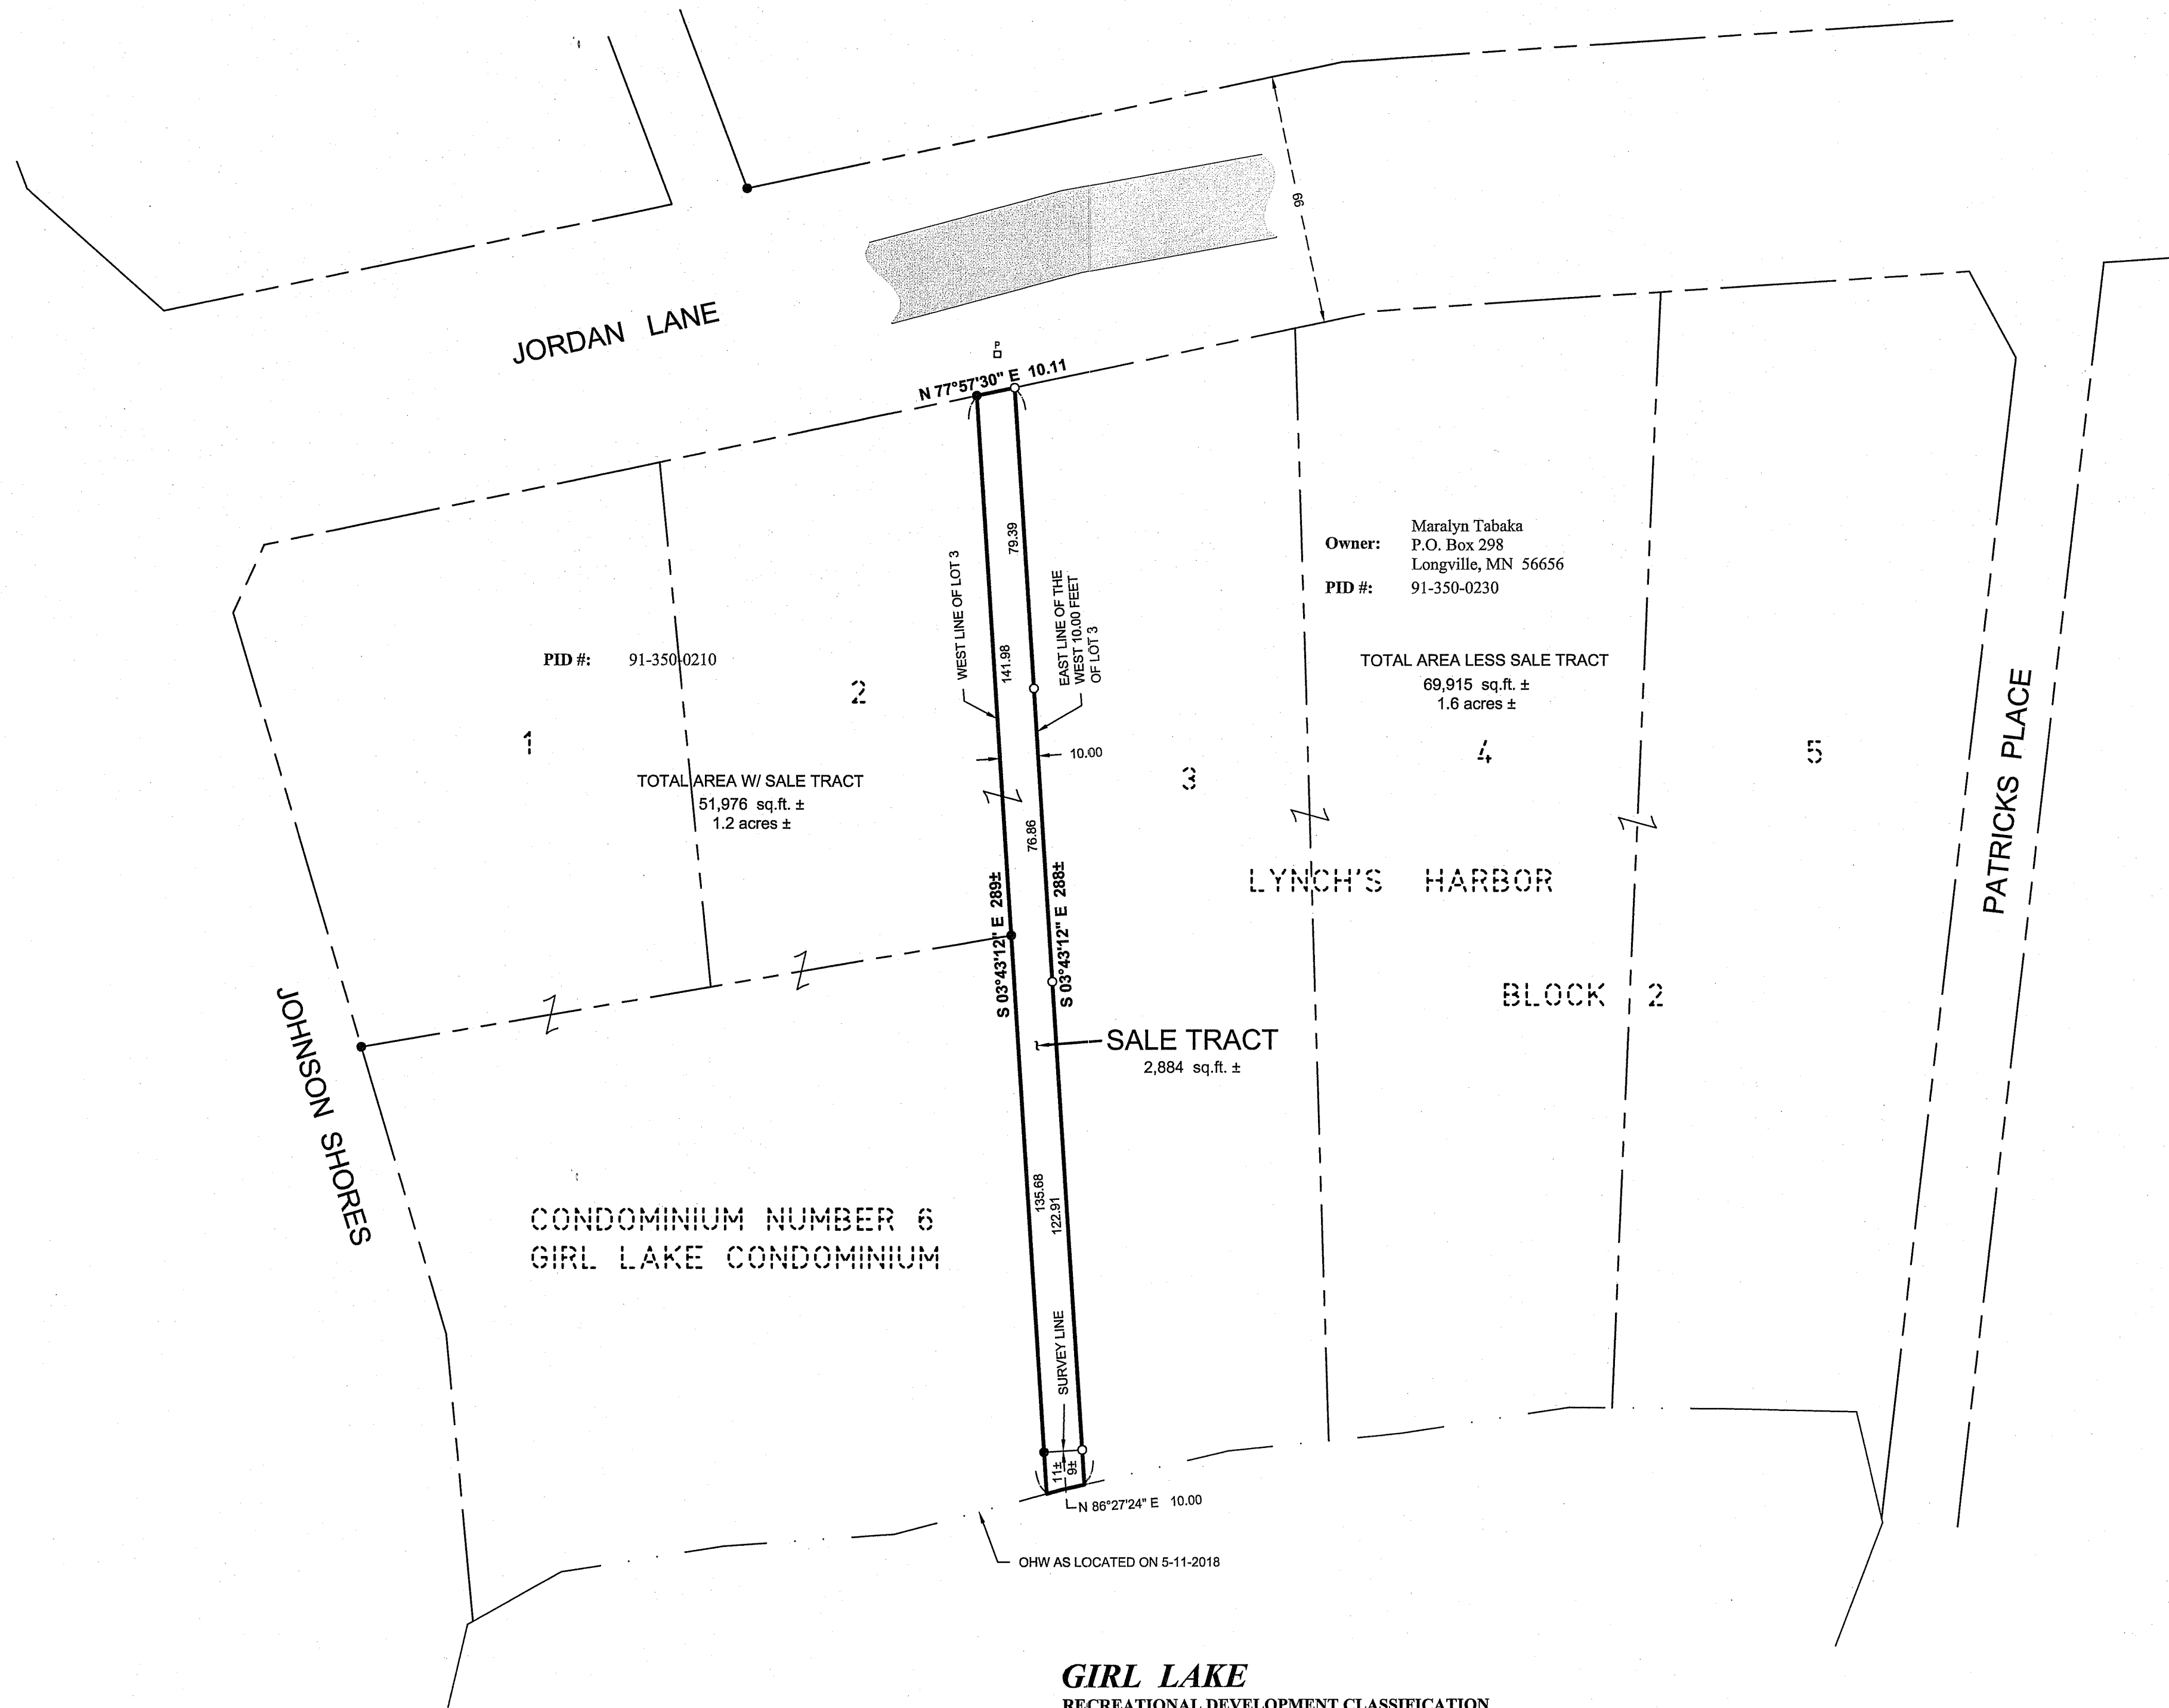 66
JORDAN LANE
P
N 77°57'30" E 10.11
Maralyn Tabaka
Owner: P.O. Box 298
Longville, MN 56656
PID #: 91-350-0230
79.39
WEST LINE OF LOT 3
EAST LINE OF THE
WEST 10.00 FEET
OF LOT 3
141.98
PID #: 91-350-0210
TOTAL AREA LESS SALE TRACT
69,915 sq.ft. ±
1.6 acres ±
1
2
3
4
5
10.00
TOTAL AREA W/ SALE TRACT
51,976 sq.ft. ±
1.2 acres ±
PATRICKS PLACE
76.86
LYNCH'S HARBOR
S 03°43'12" E 289±
S 03°43'12" E 288±
BLOCK 2
SALE TRACT
2,884 sq.ft. ±
JOHNSON SHORES
135.68
122.91
CONDOMINIUM NUMBER 6
GIRL LAKE CONDOMINIUM
SURVEY LINE
11±
9±
N 86°27'24" E 10.00
OHW AS LOCATED ON 5-11-2018
GIRL LAKE
RECREATIONAL DEVELOPMENT CLASSIFICATION